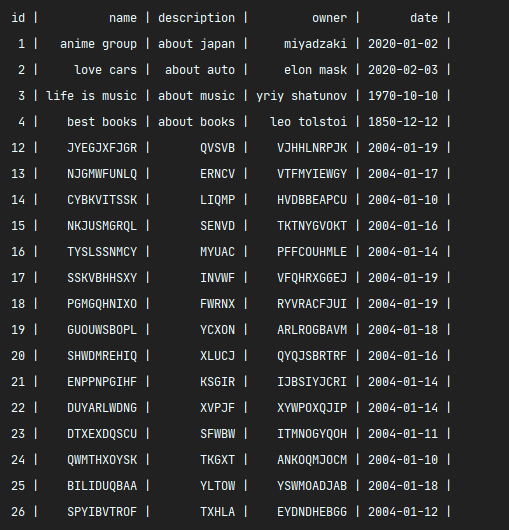 id | name | description | owner | date |
1 | anime group | about japan | miyadzaki | 2020-01-02 |
2 | love cars | about auto | elon mask | 2020-02-03 |
3 | life is music | about music | yriy shatunov | 1970-10-10 |
4 | best books | about books | leo tolstoi | 1850-12-12 |
12 | JYEGJXFJGR | QVSVB | VJHHLNRPJK | 2004-01-19 |
13 | NJGMWFUNLQ | ERNCV | VTFMYIEWGY | 2004-01-17 |
14 | CYBKVITSSK | LIQMP | HVDBBEAPCU | 2004-01-10 |
15 | NKJUSMGRQL | SENVD | TKTNYGVOKT | 2004-01-16 |
16 | TYSLSSNMCY | MYUAC | PFFCOUHMLE | 2004-01-14 |
17 | SSKVBHHSXY | INVWF | VFQHRXGGEJ | 2004-01-19 |
18 | PGMGQHNIXO | FWRNX | RYVRACFJUI | 2004-01-19 |
19 | GUOUWSBOPL | YCXON | ARLROGBAVM | 2004-01-18 |
20 | SHWDMREHIQ | XLUCJ | QYQJSBRTRF | 2004-01-16 |
21 | ENPPNPGIHF | KSGIR | IJBSIYJCRI | 2004-01-14 |
22 | DUYARLWDNG | XVPJF | XYWPOXQJIP | 2004-01-14 |
23 | DTXEXDQSCU | SFWBW | ITMNOGYQOH | 2004-01-11 |
24 | QWMTHXOYSK | TKGXT | ANKOQMJOCM | 2004-01-10 |
25 | BILIDUQBAA | YLTOW | YSWMOADJAB | 2004-01-18 |
26 | SPYIBVTROF | TXHLA | EYDNDHEBGG | 2004-01-12 |